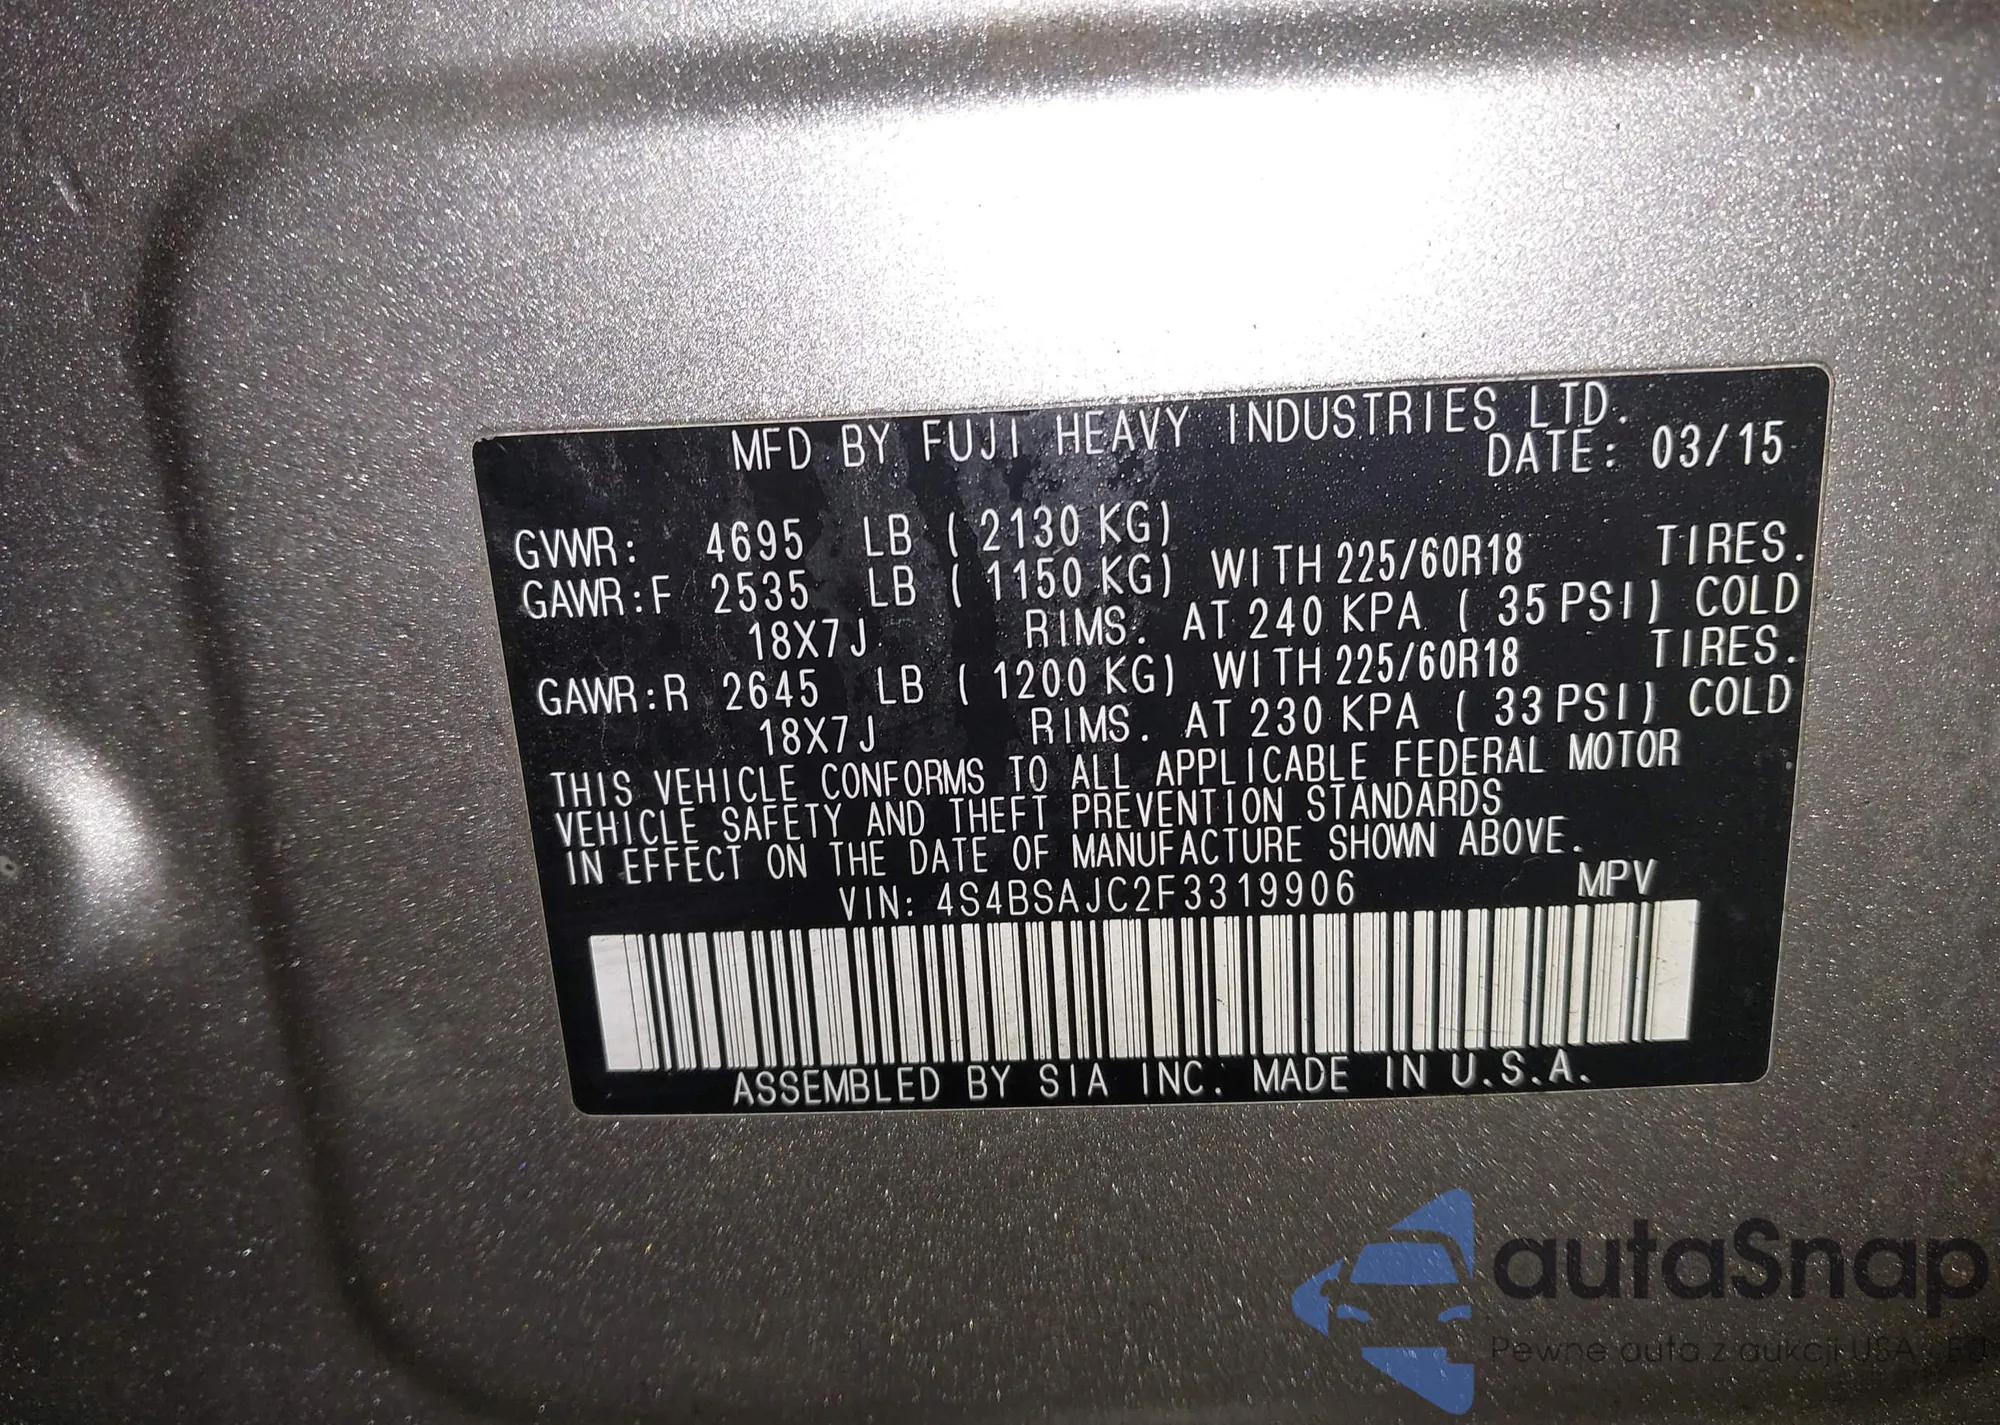 MFD BY FUJI HEAVY INDUSTRIES LTD.
DATE: 03/15
GVWR: 4695 LB ( 2130 KG)
GAWR:F 2535 LB ( 1150 KG) WITH 225/60R18 TIRES.
18X7J RIMS. AT 240 KPA ( 35 PSI) COLD
GAWR:R 2645 LB ( 1200 KG) WITH 225/60R18 TIRES.
18X7J RIMS. AT 230 KPA ( 33 PSI) COLD
THIS VEHICLE CONFORMS TO ALL APPLICABLE FEDERAL MOTOR
VEHICLE SAFETY AND THEFT PREVENTION STANDARDS
IN EFFECT ON THE DATE OF MANUFACTURE SHOWN ABOVE.
VIN: 4S4BSAJC2F3319906 MPV
ASSEMBLED BY SIA INC. MADE IN U.S.A.
autaSnap
Pewne auta z aukcji USA